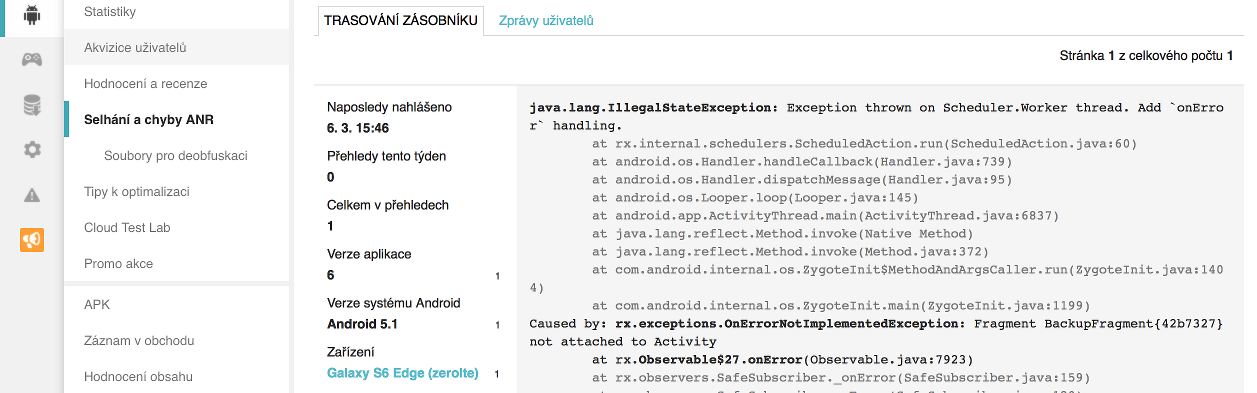 Statistiky
Akvizice uživatelů
Hodnocení a recenze
Selhání a chyby ANR
Soubory pro deobfuskaci
Tipy k optimalizaci
Cloud Test Lab
Promo akce
APK
Záznam v obchodu
Hodnocení obsahu
TRASOVÁNÍ ZÁSOBNÍKU
Zprávy uživatelů
Stránka 1 z celkového počtu 1
Naposledy nahlášeno
6. 3. 15:46
Přehledy tento týden
0
Celkem v přehledech
1
Verze aplikace
6 1
Verze systému Android
Android 5.1 1
Zařízení
Galaxy S6 Edge (zerolte) 1
java.lang.IllegalStateException: Exception thrown on Scheduler.Worker thread. Add `onErro
r` handling.
at rx.internal.schedulers.ScheduledAction.run(ScheduledAction.java:60)
at android.os.Handler.handleCallback(Handler.java:739)
at android.os.Handler.dispatchMessage(Handler.java:95)
at android.os.Looper.loop(Looper.java:145)
at android.app.ActivityThread.main(ActivityThread.java:6837)
at java.lang.reflect.Method.invoke(Native Method)
at java.lang.reflect.Method.invoke(Method.java:372)
at com.android.internal.os.ZygoteInit$MethodAndArgsCaller.run(ZygoteInit.java:140
4)
at com.android.internal.os.ZygoteInit.main(ZygoteInit.java:1199)
Caused by: rx.exceptions.OnErrorNotImplementedException: Fragment BackupFragment{42b7327}
not attached to Activity
at rx.Observable$27.onError(Observable.java:7923)
at rx.observers.SafeSubscriber._onError(SafeSubscriber.java:159)